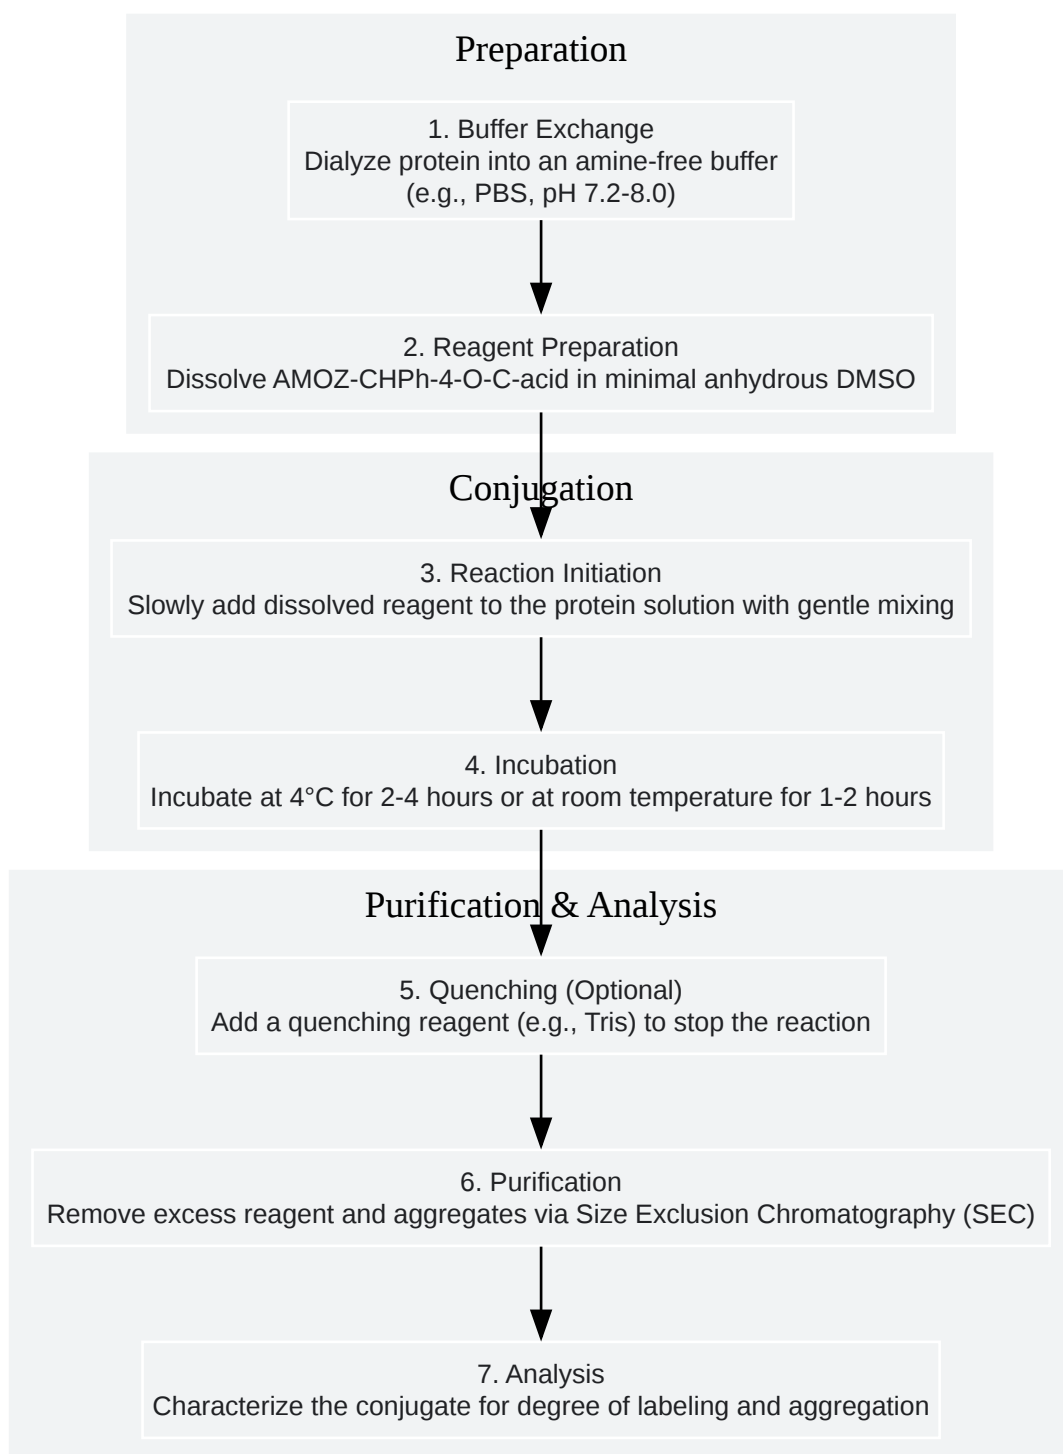 Preparation
1. Buffer Exchange
Dialyze protein into an amine-free buffer
(e.g., PBS, pH 7.2-8.0)
2. Reagent Preparation
Dissolve AMOZ-CHPh-4-O-C-acid in minimal anhydrous DMSO
Conjugation
3. Reaction Initiation
Slowly add dissolved reagent to the protein solution with gentle mixing
4. Incubation
Incubate at 4°C for 2-4 hours or at room temperature for 1-2 hours
Purification & Analysis
5. Quenching (Optional)
Add a quenching reagent (e.g., Tris) to stop the reaction
6. Purification
Remove excess reagent and aggregates via Size Exclusion Chromatography (SEC)
7. Analysis
Characterize the conjugate for degree of labeling and aggregation